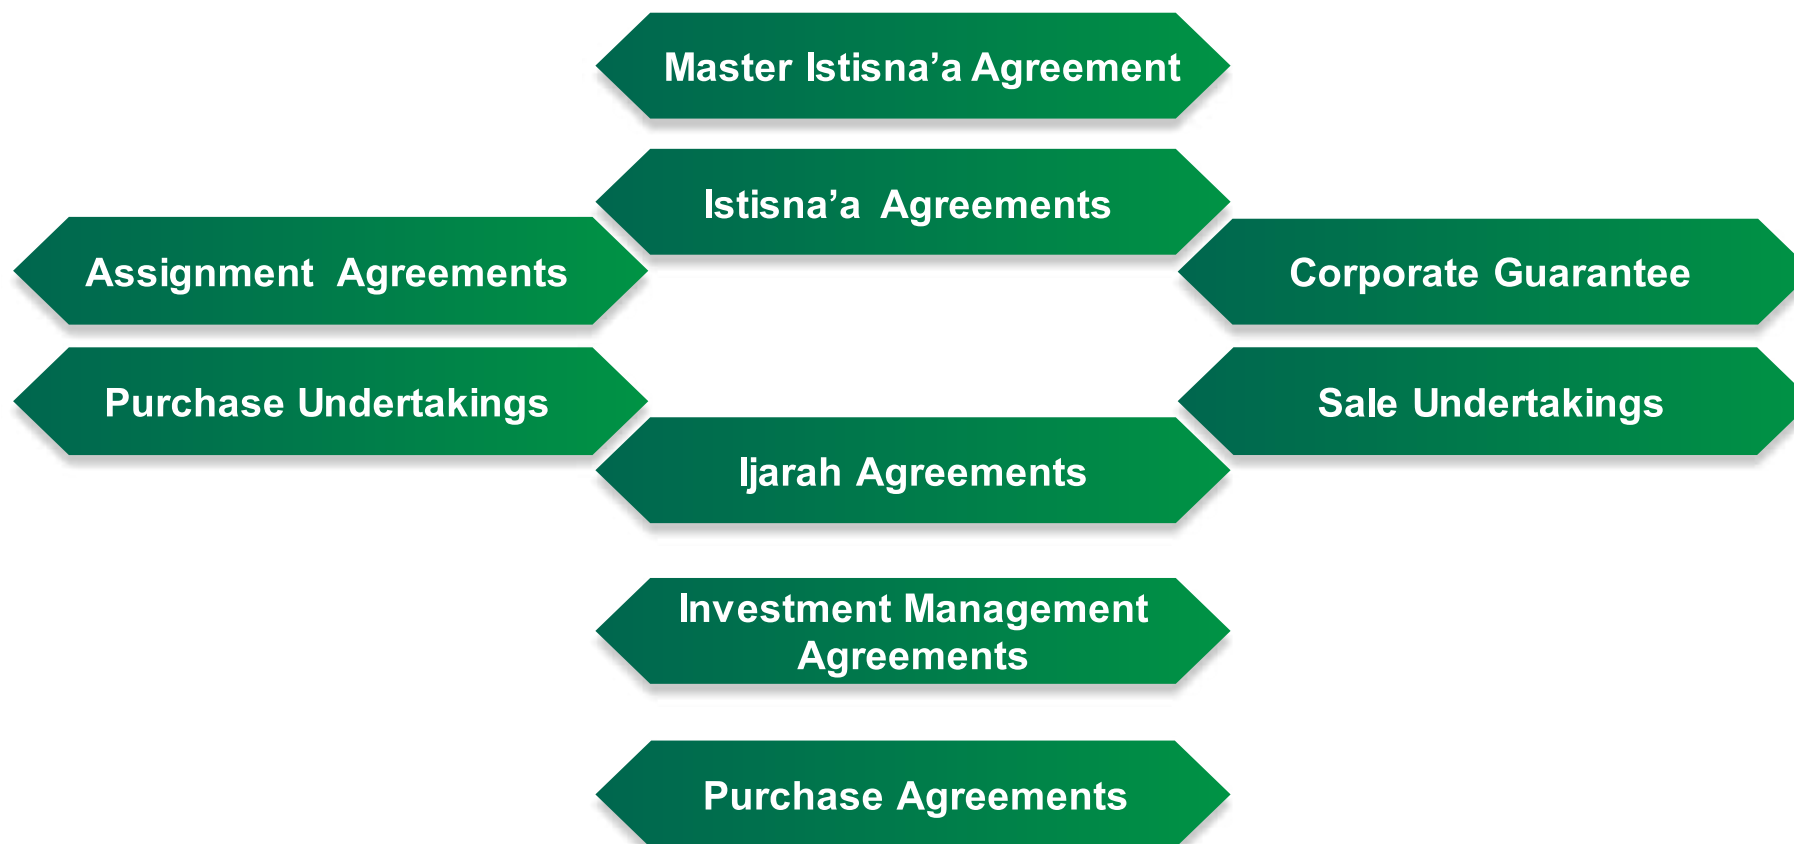 Master Istisna’a Agreement
Istisna’a Agreements
Assignment Agreements
Corporate Guarantee
Purchase Undertakings
Sale Undertakings
Ijarah Agreements
Investment Management
Agreements
Purchase Agreements